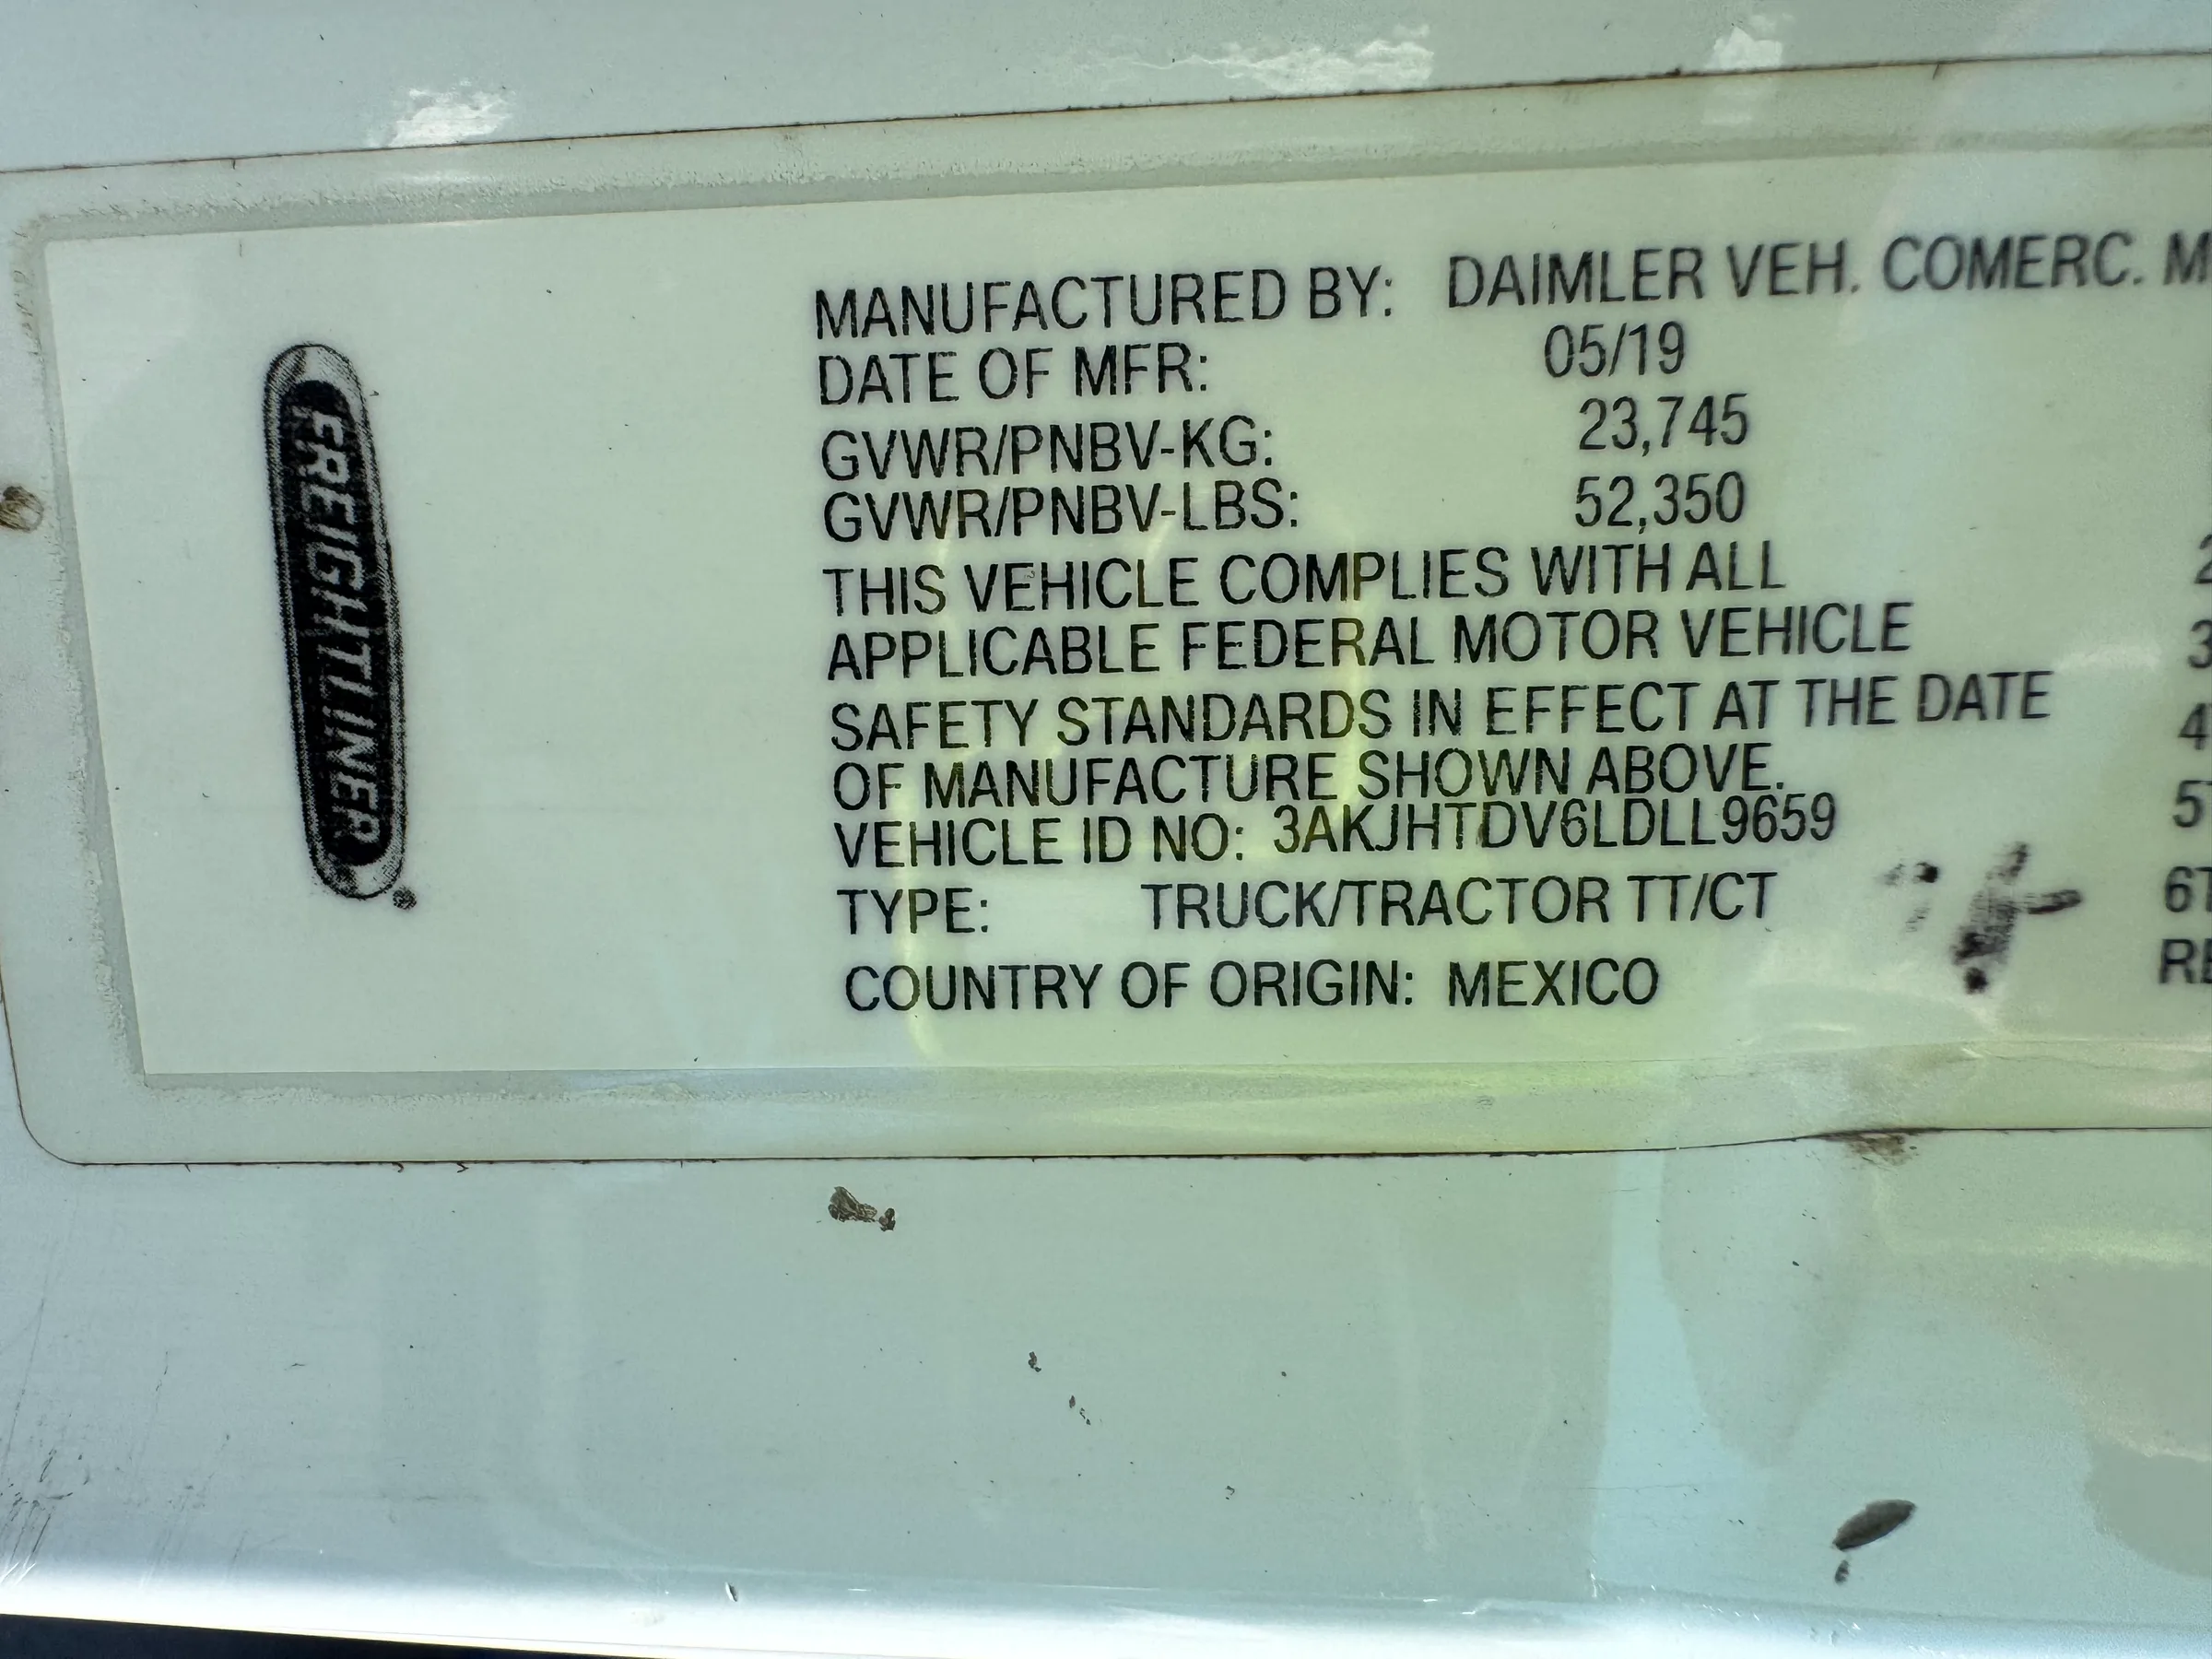 FREIGHTLINER
MANUFACTURED BY: DAIMLER VEH. COMERC. M
DATE OF MFR: 05/19
GVWR/PNBV-KG: 23,745
GVWR/PNBV-LBS: 52,350
THIS VEHICLE COMPLIES WITH ALL
APPLICABLE FEDERAL MOTOR VEHICLE
SAFETY STANDARDS IN EFFECT AT THE DATE
OF MANUFACTURE SHOWN ABOVE.
VEHICLE ID NO: 3AKJHTDV6LDLL9659
TYPE: TRUCK/TRACTOR TT/CT
COUNTRY OF ORIGIN: MEXICO